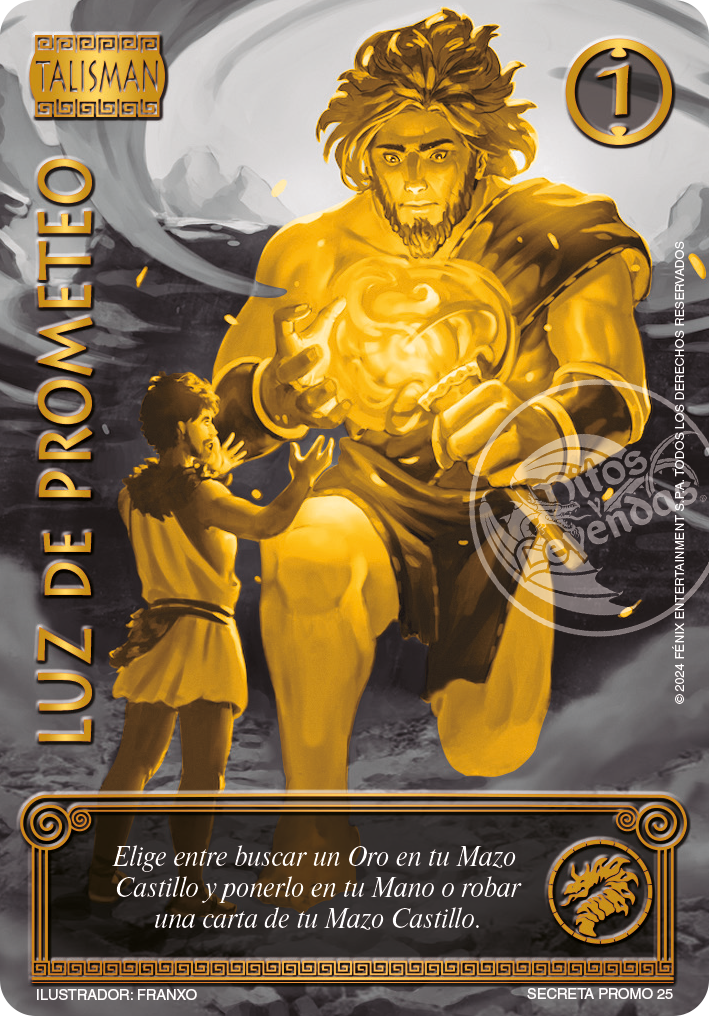 TALISMAN
1
LUZ DE PROMETEO
Mitos
y
Leyendas
©2024 FÉNIX ENTERTAINMENT S.P.A. TODOS LOS DERECHOS RESERVADOS
Elige entre buscar un Oro en tu Mazo
Castillo y ponerlo en tu Mano o robar
una carta de tu Mazo Castillo.
ILUSTRADOR: FRANXO
SECRETA PROMO 25